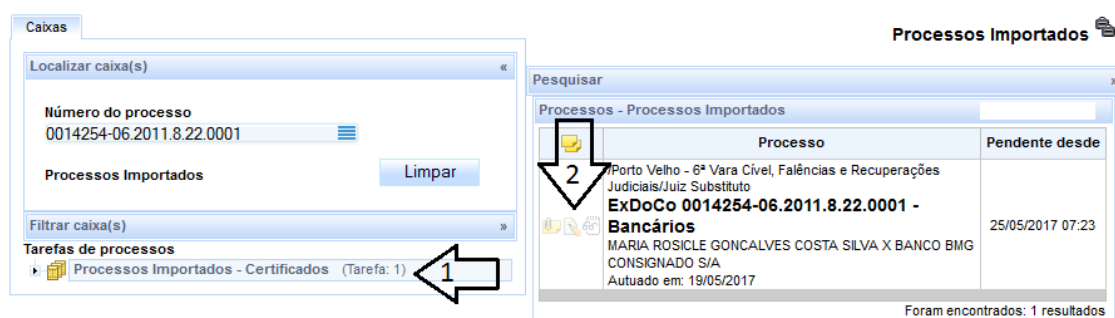 Caixas
Localizar caixa(s) «
Número do processo
0014254-06.2011.8.22.0001
Processos Importados
Limpar
Filtrar caixa(s) »
Tarefas de processos
Processos Importados - Certificados (Tarefa: 1)
1
Processos Importados
Pesquisar »
Processos - Processos Importados
Processo
Pendente desde
2
/Porto Velho - 6ª Vara Cível, Falências e Recuperações
Judiciais/Juiz Substituto
ExDoCo 0014254-06.2011.8.22.0001 -
Bancários
MARIA ROSICLE GONCALVES COSTA SILVA X BANCO BMG
CONSIGNADO S/A
Autuado em: 19/05/2017
25/05/2017 07:23
Foram encontrados: 1 resultados